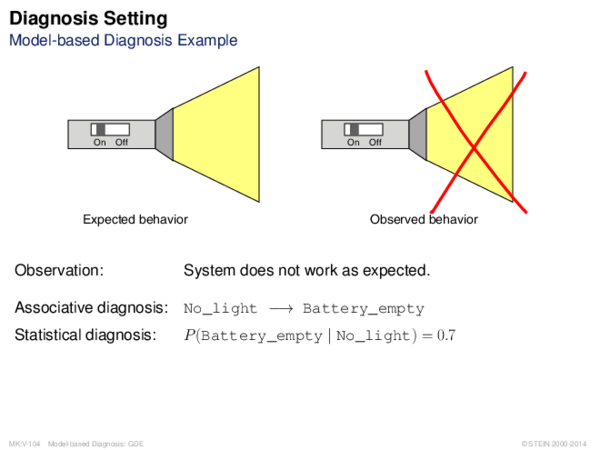 Diagnosis Setting
Model-based Diagnosis Example
On Off
On Off
Expected behavior
Observed behavior
Observation: System does not work as expected.
Associative diagnosis: No_light ⟶ Battery_empty
Statistical diagnosis: P(Battery_empty | No_light) = 0.7
MK:V-104 Model-based Diagnosis: GDE
© STEIN 2000-2014